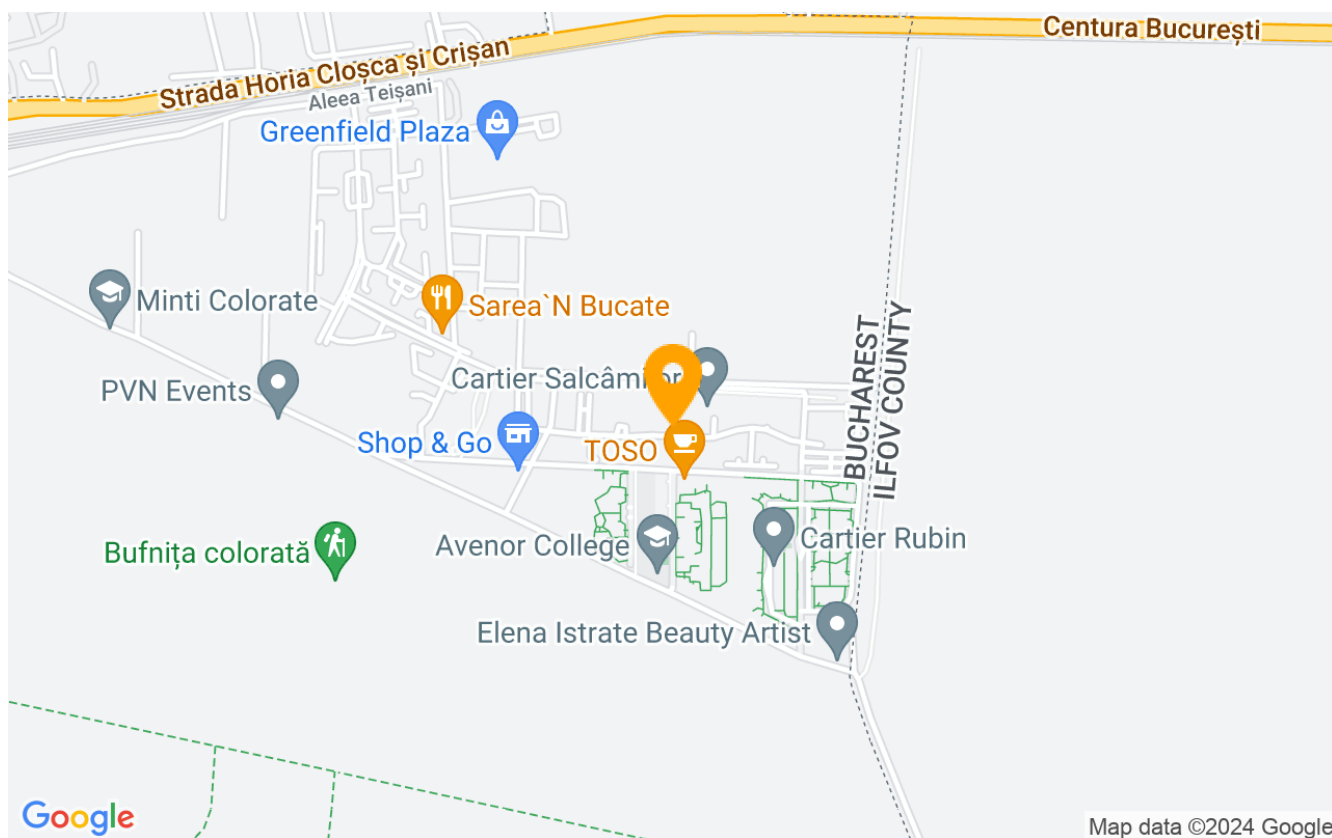 Centura București
Strada Horia Cloșca și Crișan
Aleea Teișani
Greenfield Plaza
Minti Colorate
Sarea`N Bucate
BUCHAREST
ILFOV COUNTY
PVN Events
Cartier Salcâmilor
Shop & Go
TOSO
Bufnița colorată
Avenor College
Cartier Rubin
Elena Istrate Beauty Artist
Google
Map data ©2024 Google